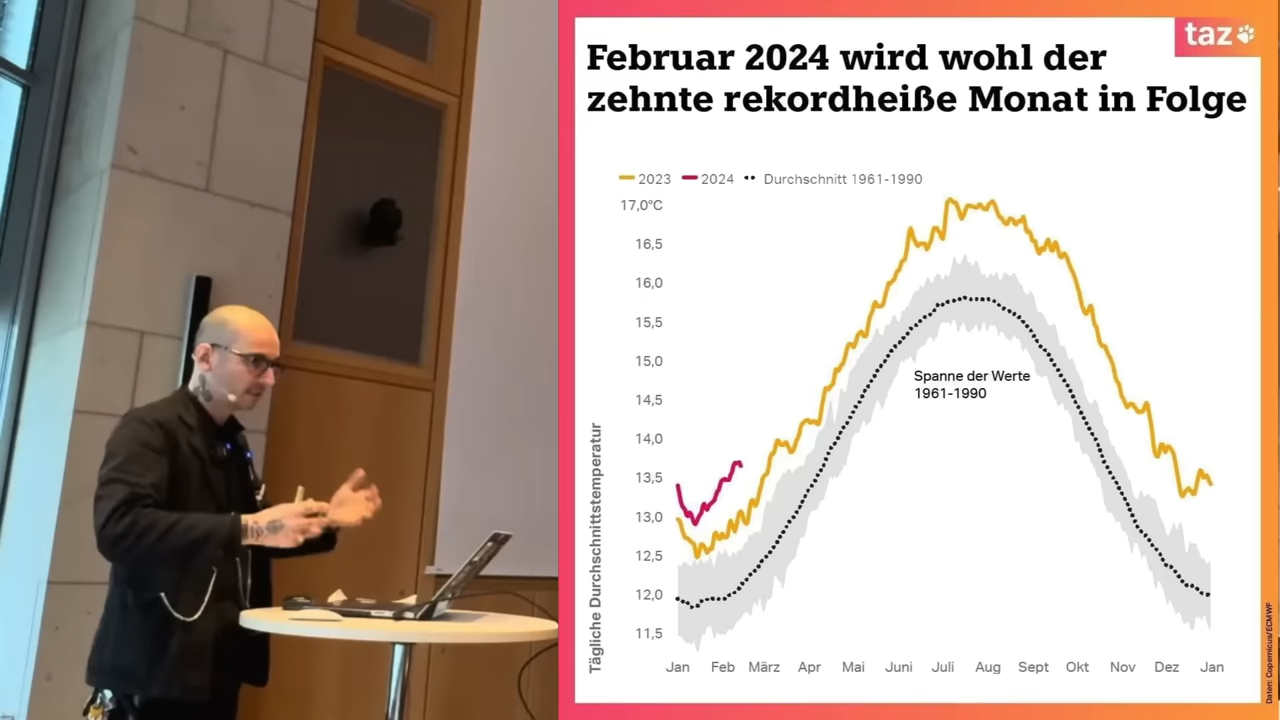 taz
Februar 2024 wird wohl der
zehnte rekordheiße Monat in Folge
2023 2024 Durchschnitt 1961-1990
17,0°C
16,5
16,0
15,5
15,0
14,5
14,0
13,5
13,0
12,5
12,0
11,5
Tägliche Durchschnittstemperatur
Spanne der Werte
1961-1990
Jan Feb März Apr Mai Juni Juli Aug Sept Okt Nov Dez Jan
Daten: Copernicus/ECMWF